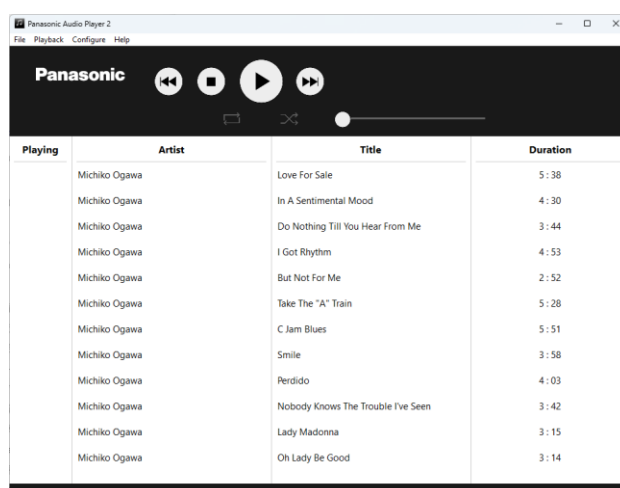 Panasonic Audio Player 2
File Playback Configure Help
Panasonic
Playing Artist Title Duration
Michiko Ogawa Love For Sale 5 : 38
Michiko Ogawa In A Sentimental Mood 4 : 30
Michiko Ogawa Do Nothing Till You Hear From Me 3 : 44
Michiko Ogawa I Got Rhythm 4 : 53
Michiko Ogawa But Not For Me 2 : 52
Michiko Ogawa Take The "A" Train 5 : 28
Michiko Ogawa C Jam Blues 5 : 51
Michiko Ogawa Smile 3 : 58
Michiko Ogawa Perdido 4 : 03
Michiko Ogawa Nobody Knows The Trouble I've Seen 3 : 42
Michiko Ogawa Lady Madonna 3 : 15
Michiko Ogawa Oh Lady Be Good 3 : 14